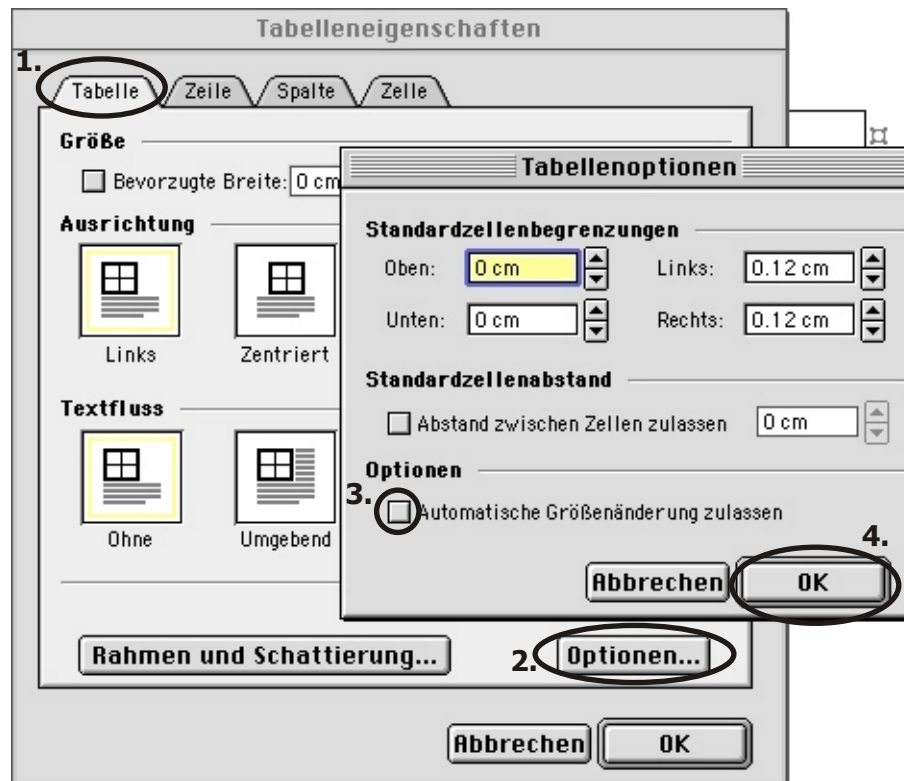 Tabelleneigenschaften
1.
Tabelle Zeile Spalte Zelle
Größe
Bevorzugte Breite: 0 cm
Ausrichtung
Links Zentriert
Textfluss
Ohne Umgebend
Rahmen und Schattierung... 2. Optionen...
Abbrechen OK
Tabellenoptionen
Standardzellenbegrenzungen
Oben: 0 cm Links: 0.12 cm
Unten: 0 cm Rechts: 0.12 cm
Standardzellenabstand
Abstand zwischen Zellen zulassen 0 cm
Optionen
3.
Automatische Größenänderung zulassen
4.
Abbrechen OK